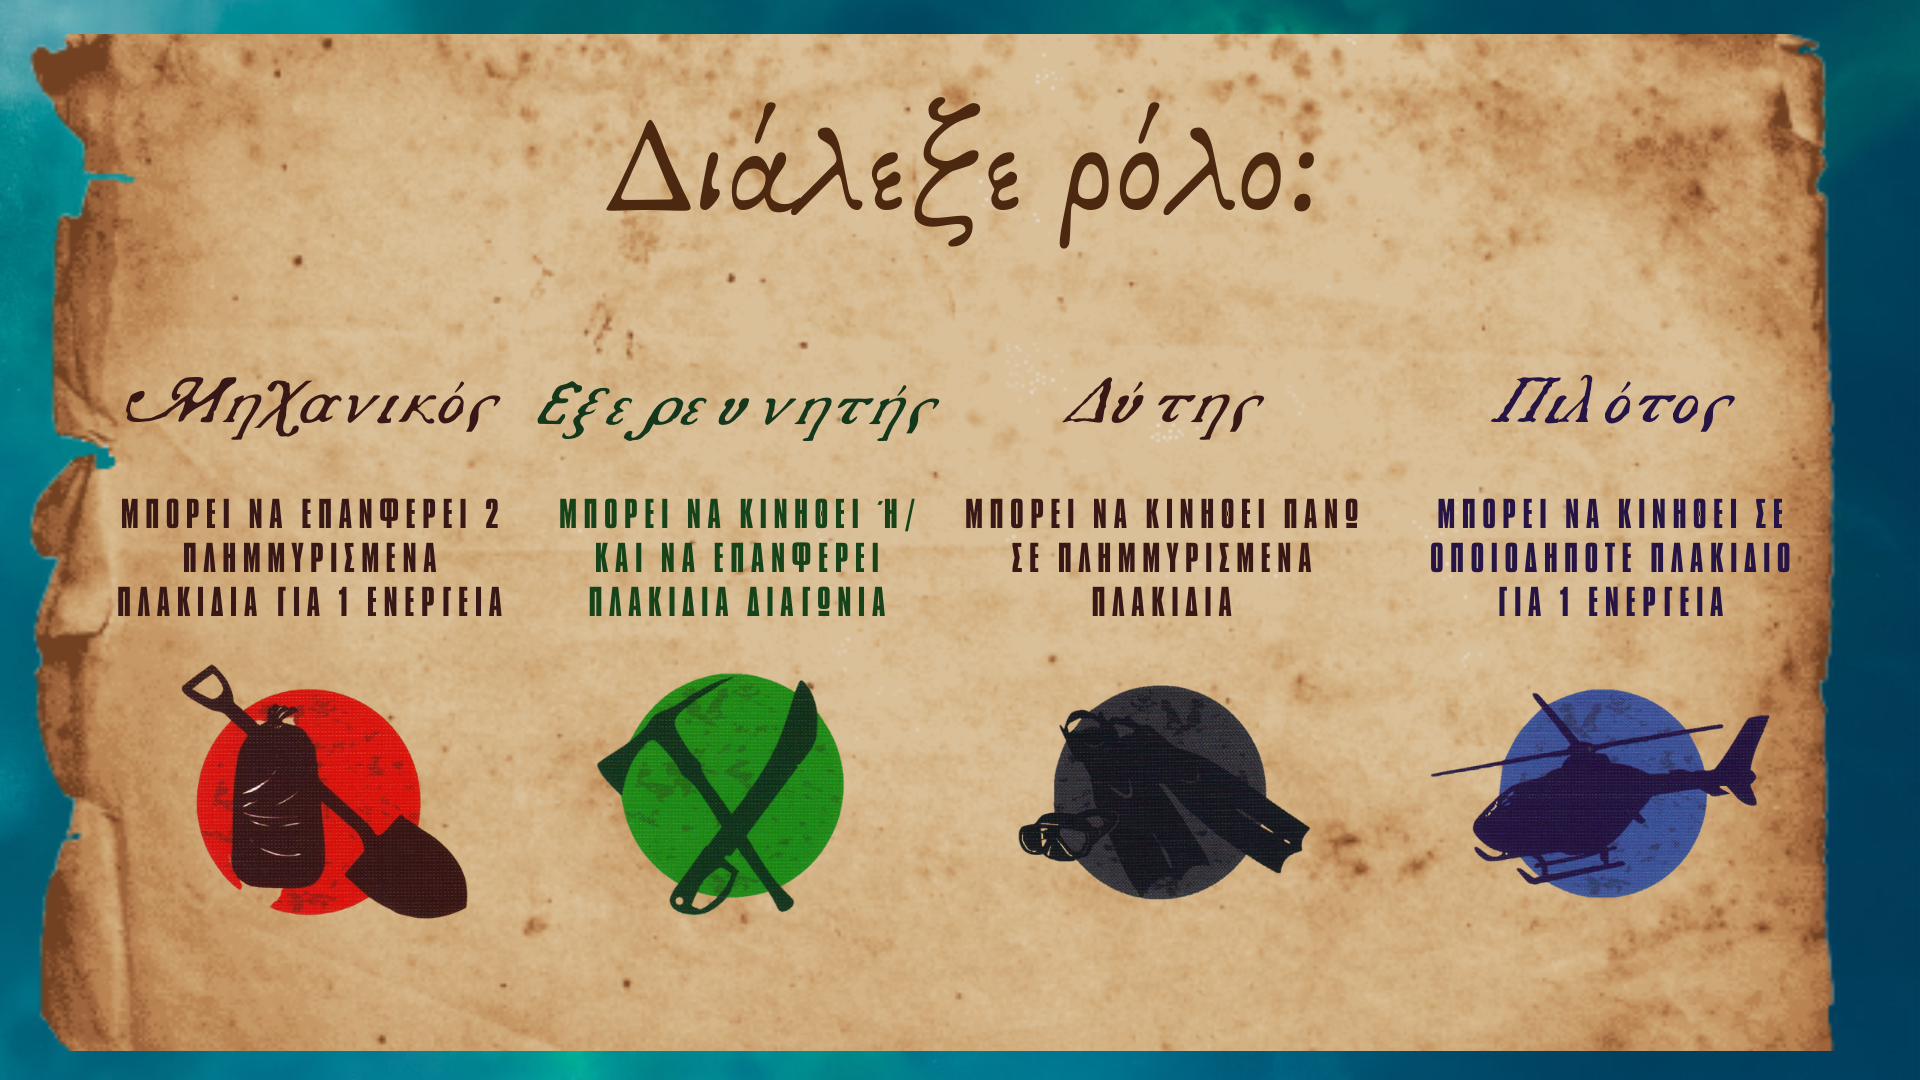 Διάλεξε ρόλο:
Μηχανικός
ΜΠΟΡΕΙ ΝΑ ΕΠΑΝΦΕΡΕΙ 2
ΠΛΗΜΜΥΡΙΣΜΕΝΑ
ΠΛΑΚΙΔΙΑ ΓΙΑ 1 ΕΝΕΡΓΕΙΑ
Εξερευνητής
ΜΠΟΡΕΙ ΝΑ ΚΙΝΗΘΕΙ Ή/
ΚΑΙ ΝΑ ΕΠΑΝΦΕΡΕΙ
ΠΛΑΚΙΔΙΑ ΔΙΑΓΩΝΙΑ
Δύτης
ΜΠΟΡΕΙ ΝΑ ΚΙΝΗΘΕΙ ΠΑΝΩ
ΣΕ ΠΛΗΜΜΥΡΙΣΜΕΝΑ
ΠΛΑΚΙΔΙΑ
Πιλότος
ΜΠΟΡΕΙ ΝΑ ΚΙΝΗΘΕΙ ΣΕ
ΟΠΟΙΟΔΗΠΟΤΕ ΠΛΑΚΙΔΙΟ
ΓΙΑ 1 ΕΝΕΡΓΕΙΑ